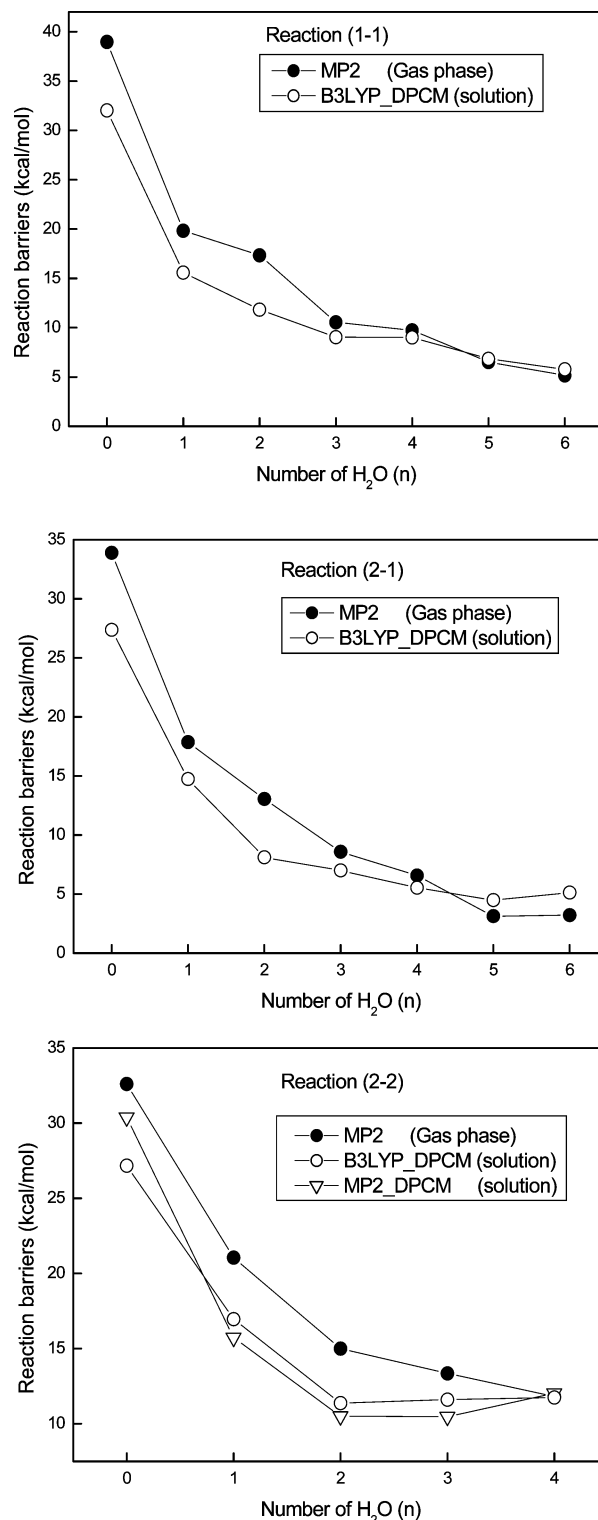 Reaction (1-1)
MP2 (Gas phase)
B3LYP_DPCM (solution)
Reaction barriers (kcal/mol)
40
35
30
25
20
15
10
5
0
0 1 2 3 4 5 6
Number of H₂O (n)
Reaction (2-1)
MP2 (Gas phase)
B3LYP_DPCM (solution)
Reaction barriers (kcal/mol)
35
30
25
20
15
10
5
0
0 1 2 3 4 5 6
Number of H₂O (n)
Reaction (2-2)
MP2 (Gas phase)
B3LYP_DPCM (solution)
MP2_DPCM (solution)
Reaction barriers (kcal/mol)
35
30
25
20
15
10
0 1 2 3 4
Number of H₂O (n)